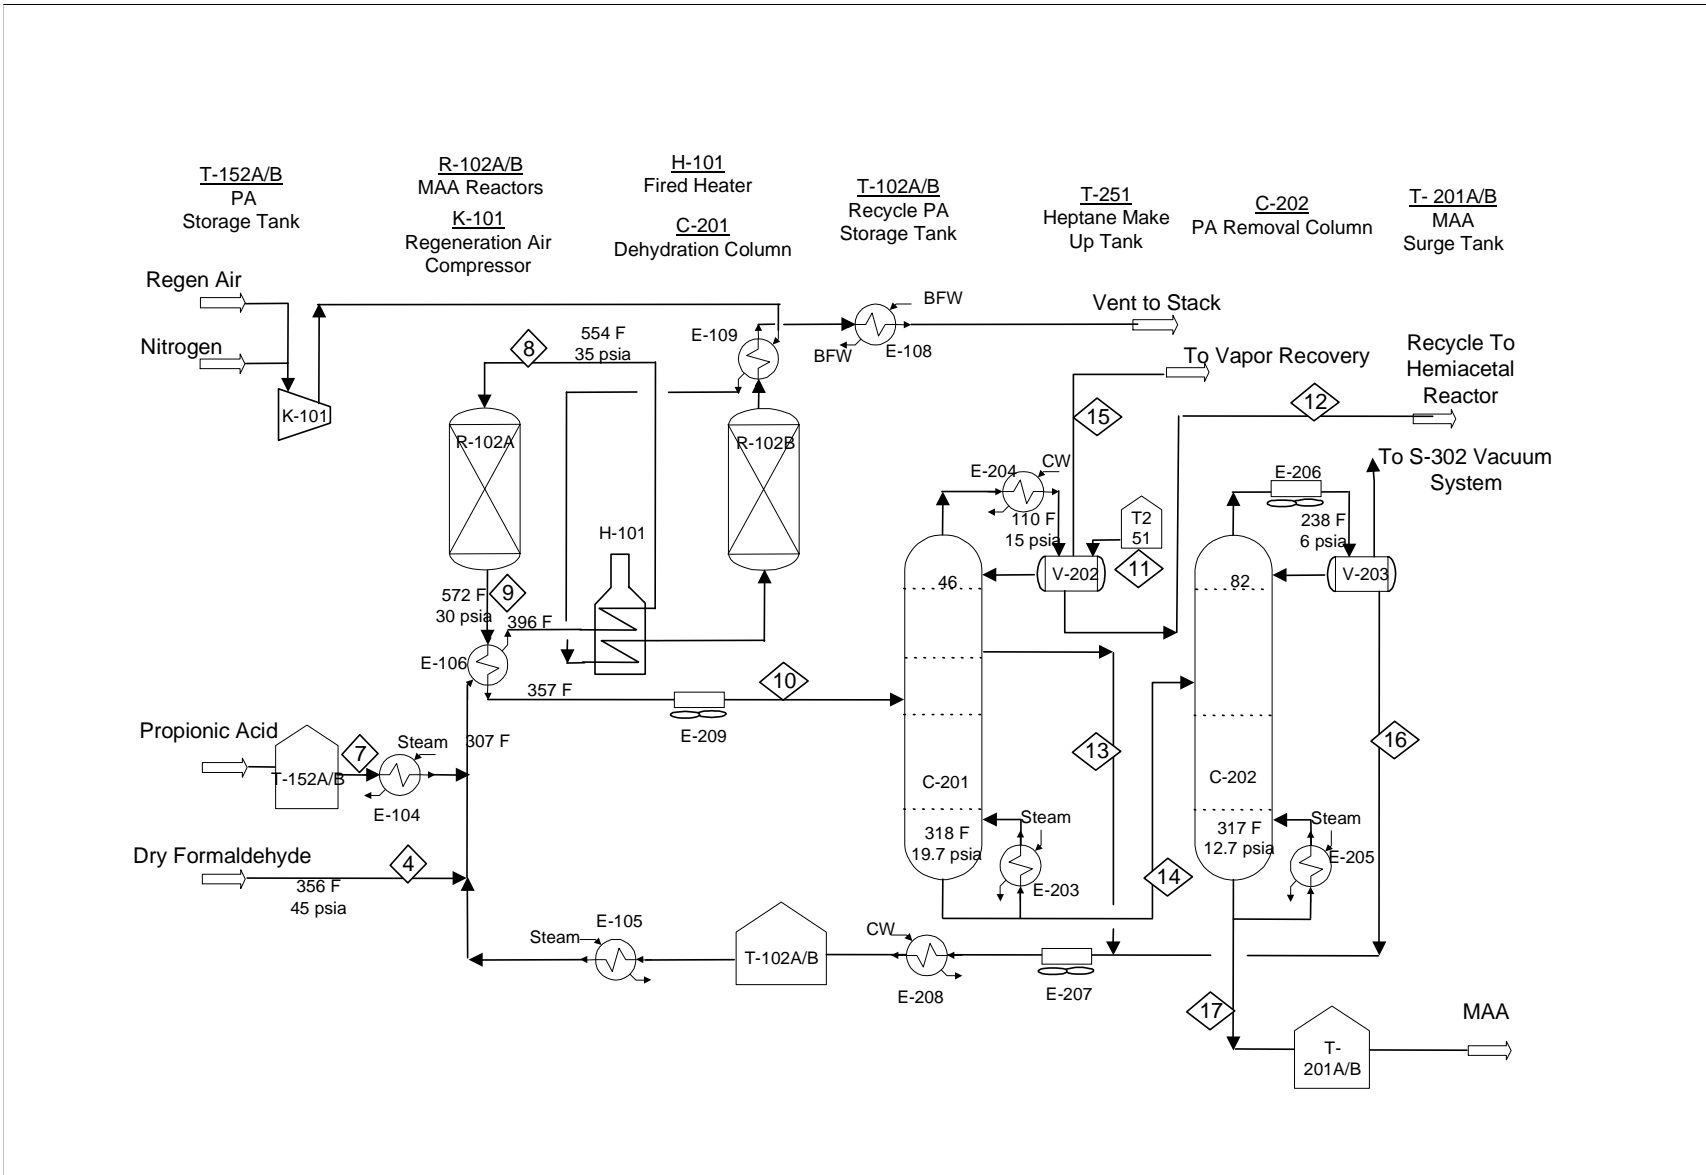 T-152A/B
PA
Storage Tank
R-102A/B
MAA Reactors
K-101
Regeneration Air
Compressor
H-101
Fired Heater
C-201
Dehydration Column
T-102A/B
Recycle PA
Storage Tank
T-251
Heptane Make
Up Tank
C-202
PA Removal Column
T- 201A/B
MAA
Surge Tank
Regen Air
Nitrogen
K-101
8
554 F
35 psia
E-109
BFW
BFW
E-108
Vent to Stack
To Vapor Recovery
Recycle To
Hemiacetal
Reactor
12
15
To S-302 Vacuum
System
R-102A
R-102B
E-204
CW
110 F
15 psia
T2
51
11
V-202
E-206
238 F
6 psia
V-203
H-101
572 F
30 psia
9
396 F
E-106
357 F
E-209
10
46
C-201
318 F
19.7 psia
82
C-202
317 F
12.7 psia
Propionic Acid
T-152A/B
7
Steam
E-104
307 F
Dry Formaldehyde
356 F
45 psia
4
13
14
16
Steam
E-203
Steam
E-205
E-105
Steam
T-102A/B
CW
E-208
E-207
17
T-
201A/B
MAA